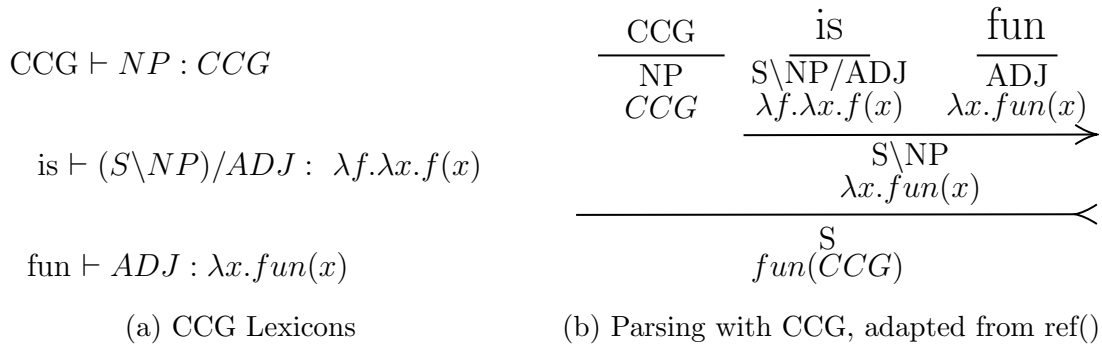 CCG ⊢ NP : CCG
is ⊢ (S\NP)/ADJ : λf.λx.f(x)
fun ⊢ ADJ : λx.fun(x)
(a) CCG Lexicons
CCG is fun
NP S\NP/ADJ ADJ
CCG λf.λx.f(x) λx.fun(x)
S\NP
λx.fun(x)
S
fun(CCG)
(b) Parsing with CCG, adapted from ref()